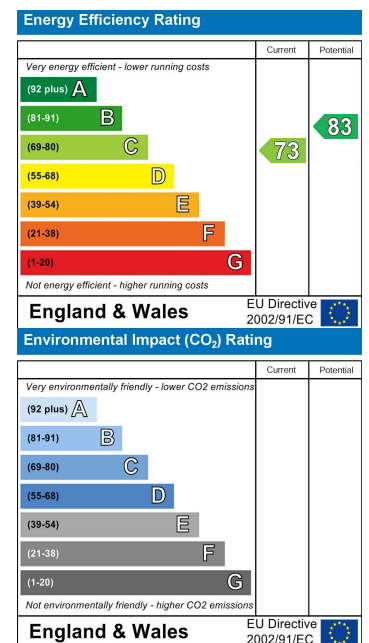 Energy Efficiency Rating
Current Potential
Very energy efficient - lower running costs
(92 plus) A
(81-91) B
83
(69-80) C
73
(55-68) D
(39-54) E
(21-38) F
(1-20) G
Not energy efficient - higher running costs
England & Wales
EU Directive
2002/91/EC
Environmental Impact (CO₂) Rating
Current Potential
Very environmentally friendly - lower CO2 emissions
(92 plus) A
(81-91) B
(69-80) C
(55-68) D
(39-54) E
(21-38) F
(1-20) G
Not environmentally friendly - higher CO2 emissions
England & Wales
EU Directive
2002/91/EC